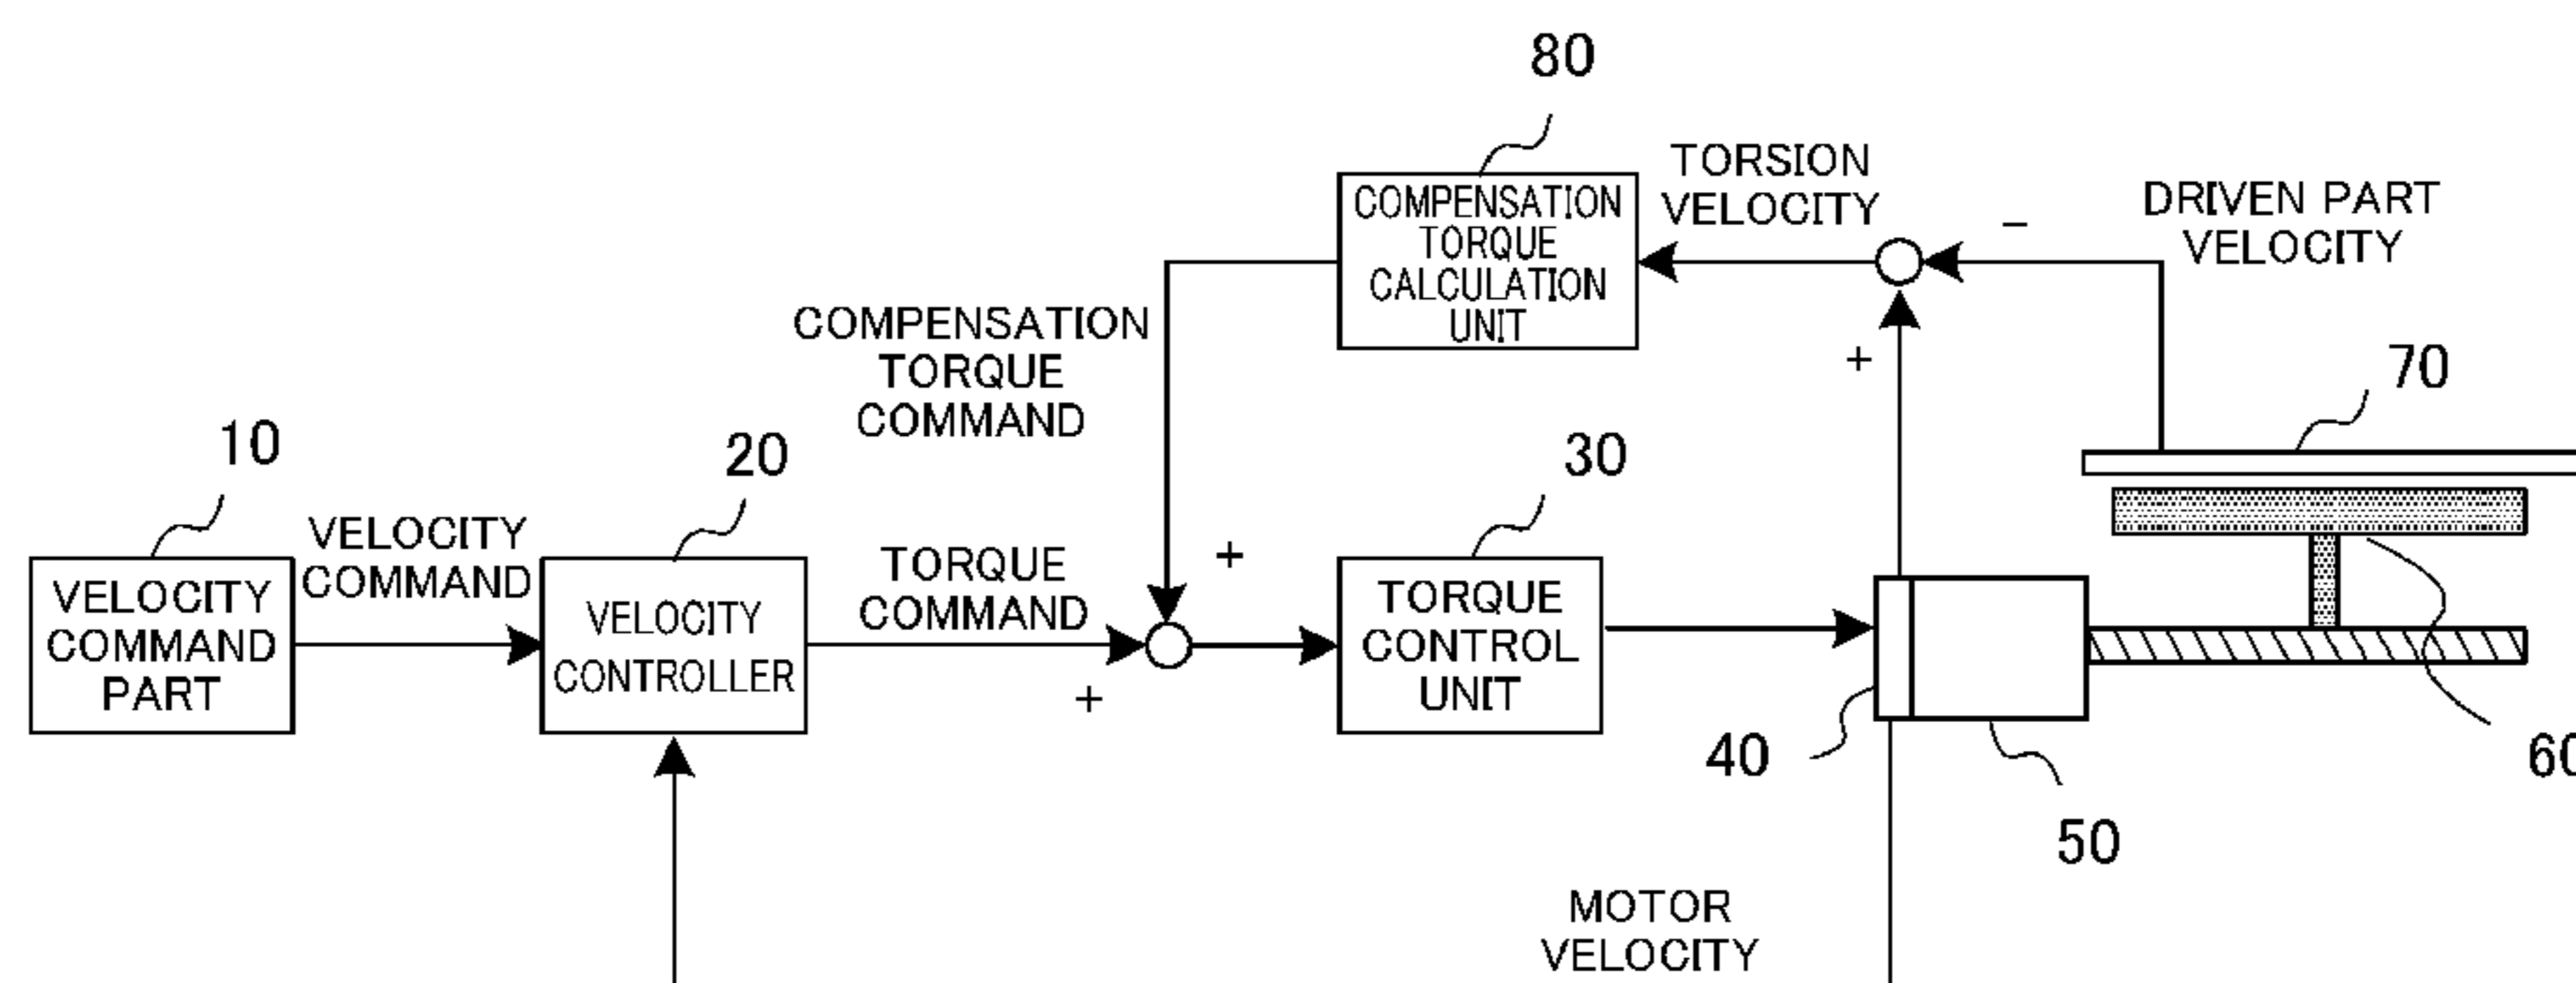 80
TORSION
VELOCITY
−
DRIVEN PART
VELOCITY
COMPENSATION
TORQUE
CALCULATION
UNIT
+
COMPENSATION
TORQUE
COMMAND
70
10
20
30
VELOCITY
COMMAND
TORQUE
COMMAND
+
VELOCITY
COMMAND
PART
VELOCITY
CONTROLLER
+
TORQUE
CONTROL
UNIT
40
60
50
MOTOR
VELOCITY